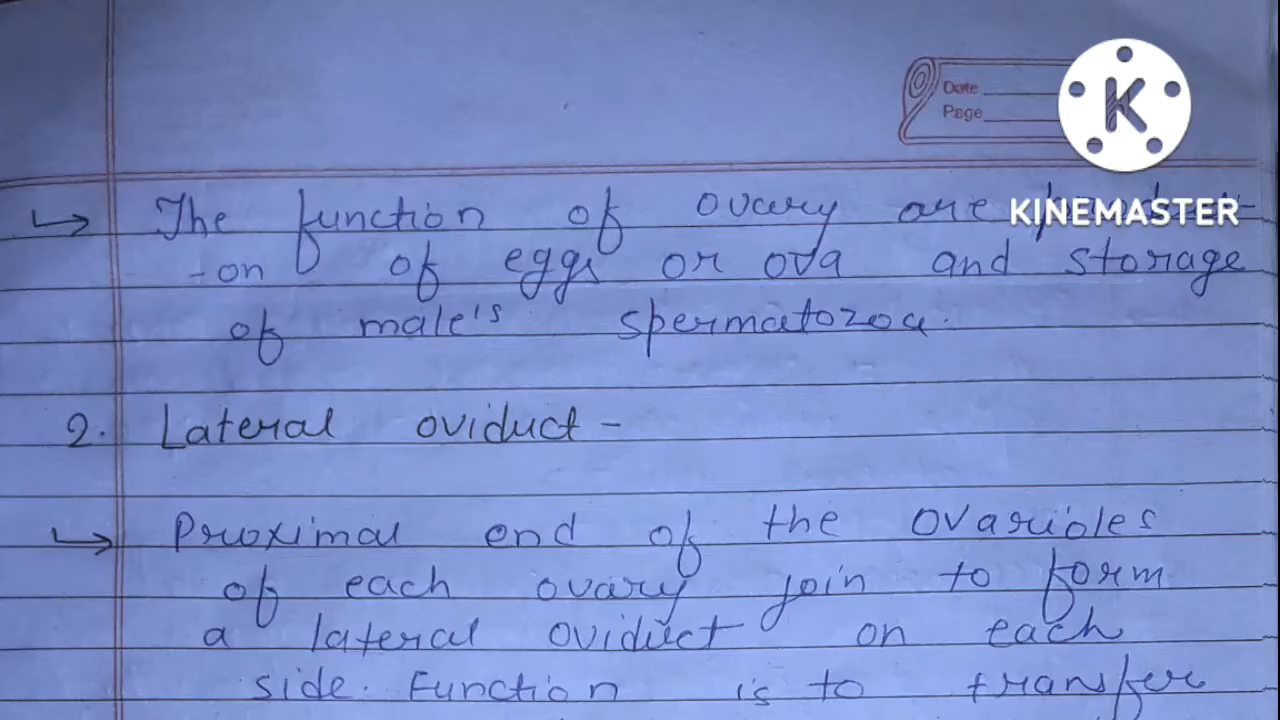 Date
Page
K
KINEMASTER
The function of ovary are
-on of eggs or ova and storage
of male's spermatozoa.
2. Lateral oviduct -
Proximal end of the ovarioles
of each ovary join to form
a lateral oviduct on each
side. Function is to transfer